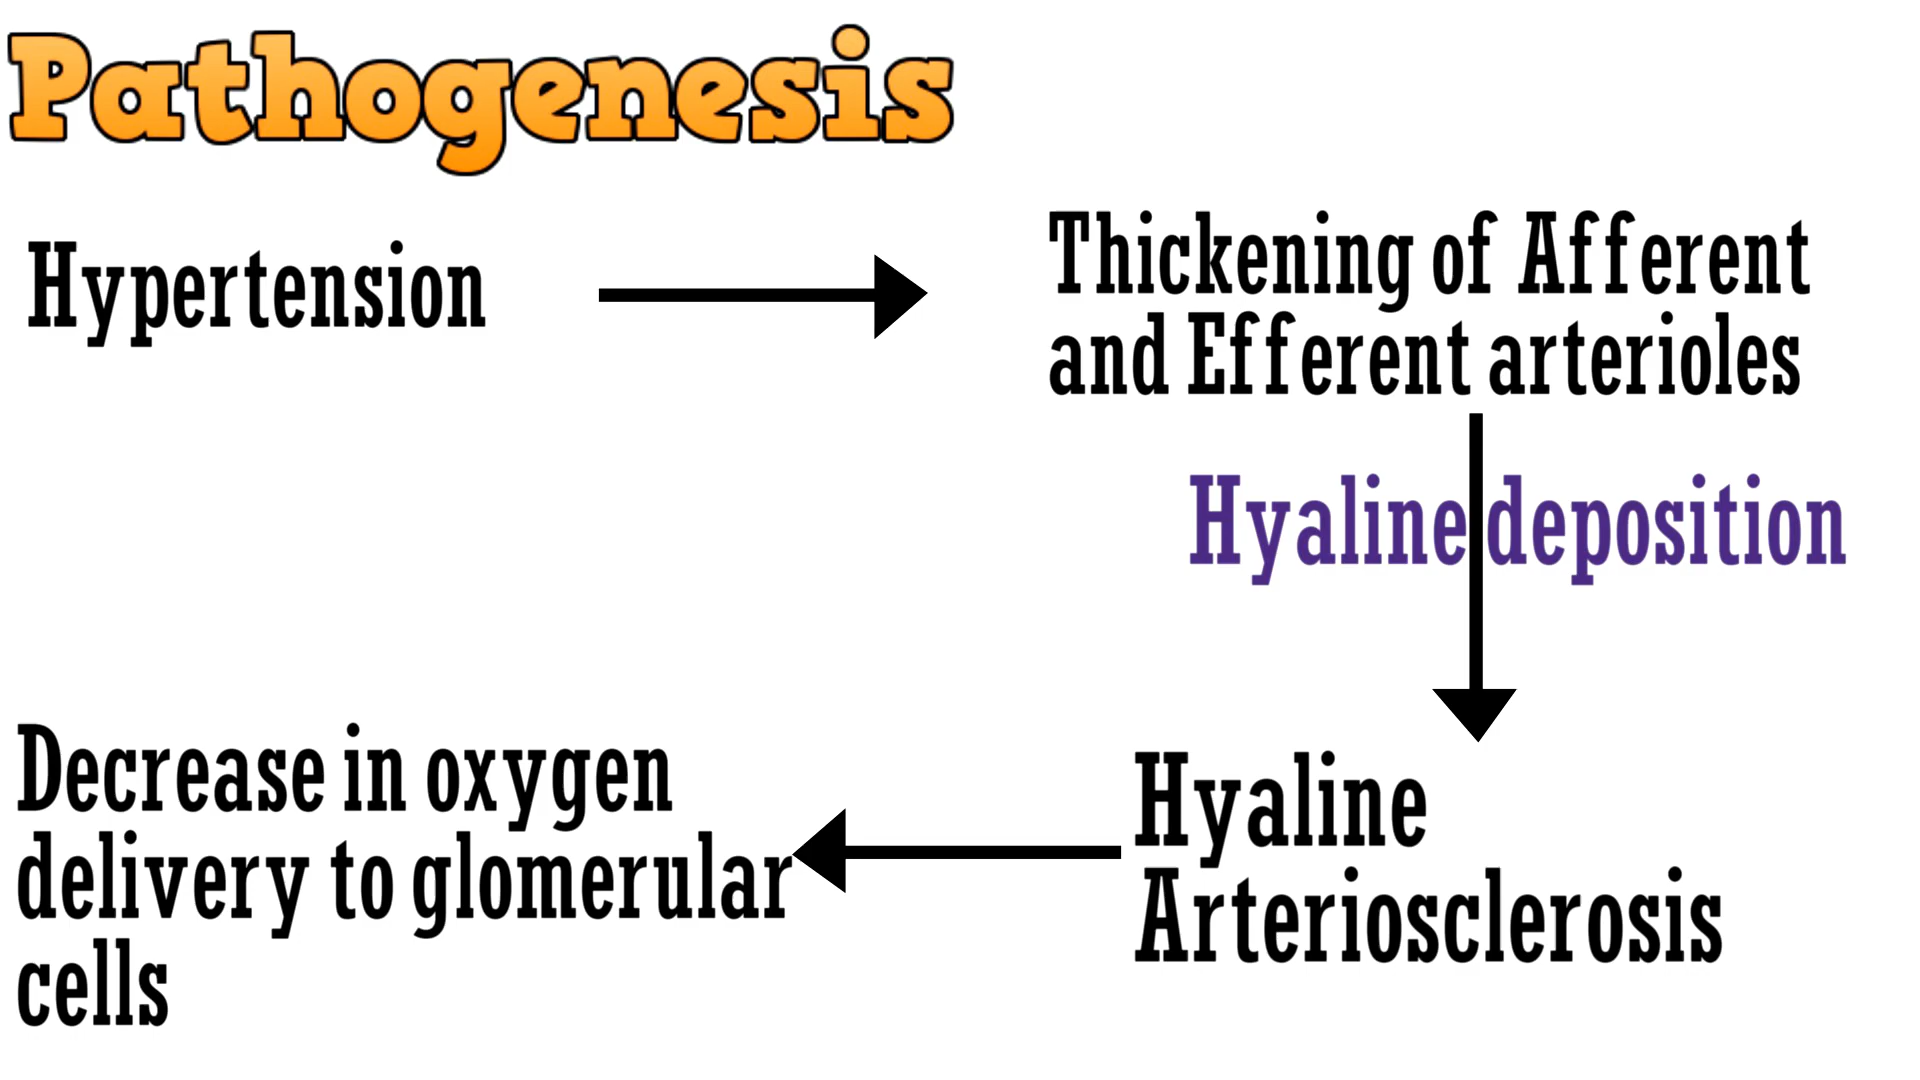 Pathogenesis
Hypertension
Thickening of Afferent
and Efferent arterioles
Hyaline deposition
Hyaline
Arteriosclerosis
Decrease in oxygen
delivery to glomerular
cells